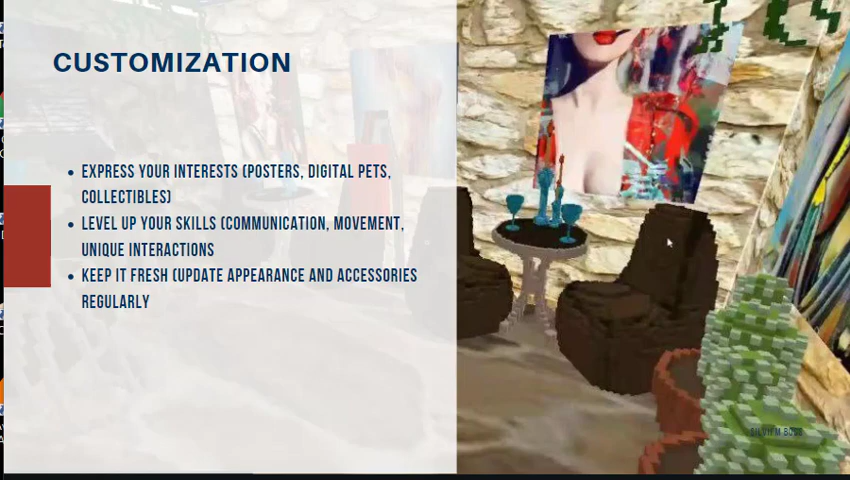 CUSTOMIZATION
• EXPRESS YOUR INTERESTS (POSTERS, DIGITAL PETS,
COLLECTIBLES)
• LEVEL UP YOUR SKILLS (COMMUNICATION, MOVEMENT,
UNIQUE INTERACTIONS
• KEEP IT FRESH (UPDATE APPEARANCE AND ACCESSORIES
REGULARLY